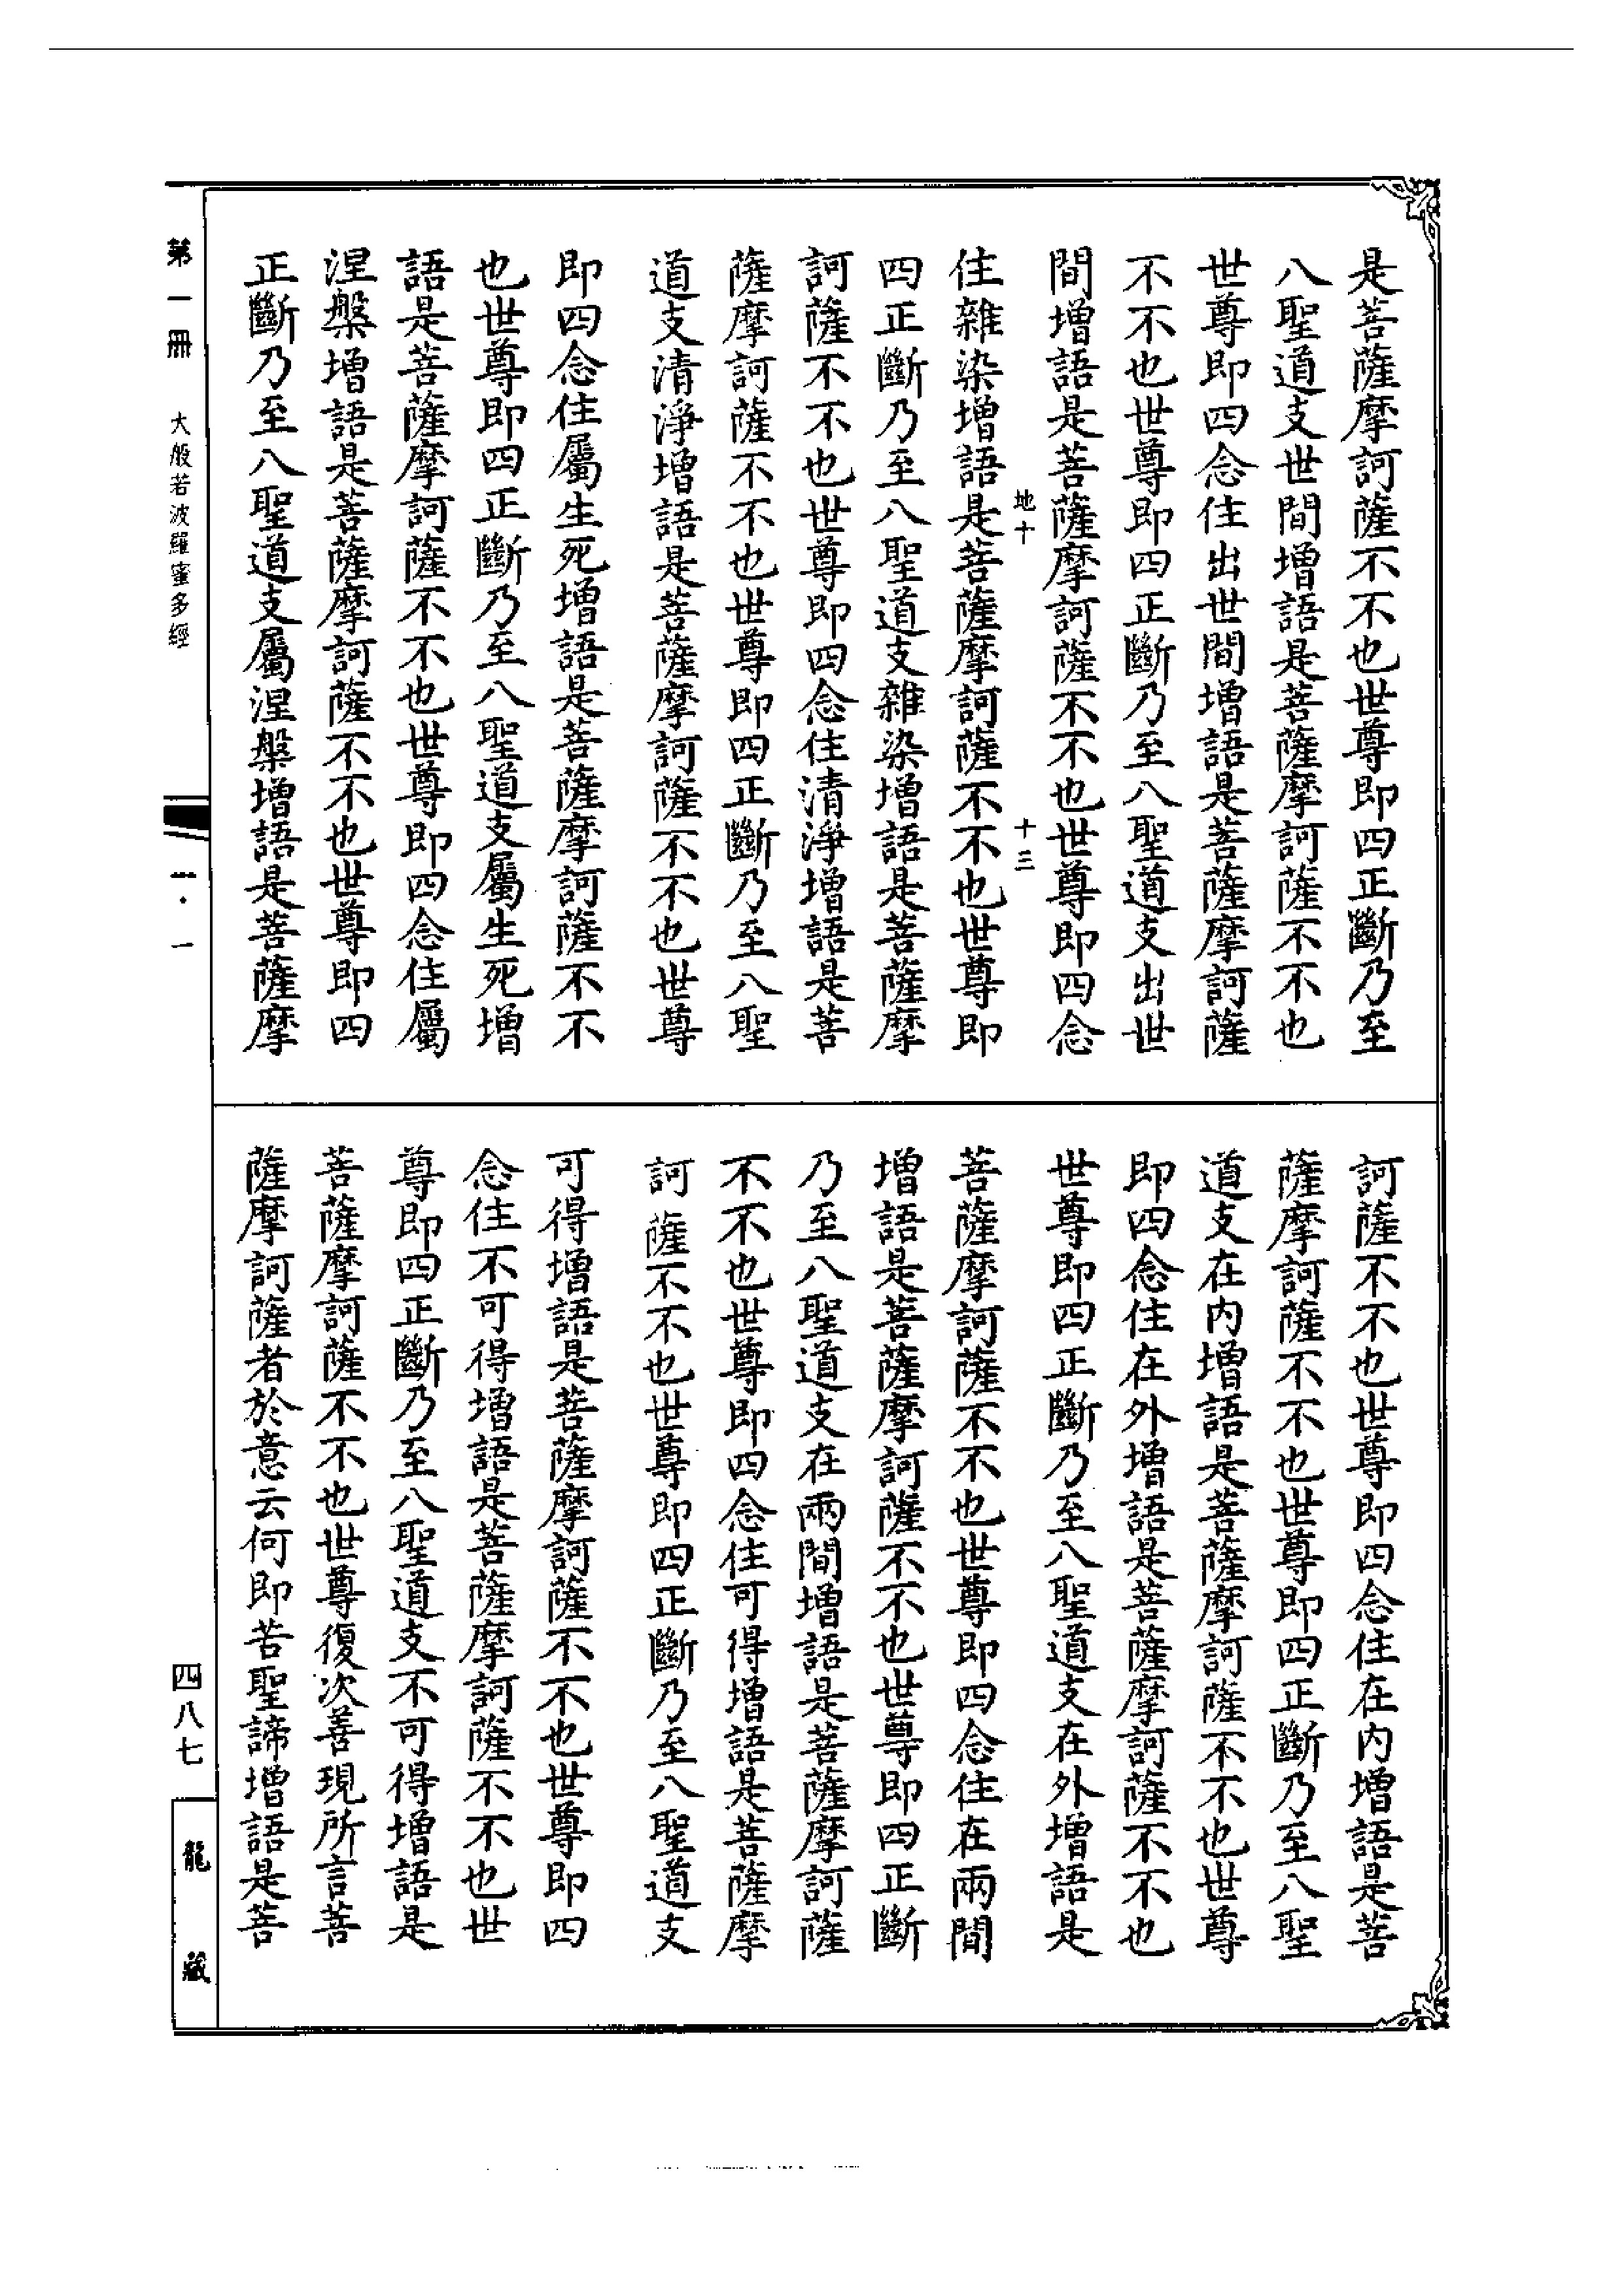 是菩薩摩訶薩不不也世尊即四正斷乃至
八聖道支世間增語是菩薩摩訶薩不不也
世尊即四念住出世間增語是菩薩摩訶薩
不不也世尊即四正斷乃至八聖道支出世
間增語是菩薩摩訶薩不不也世尊即四念
地十 十三
住雜染增語是菩薩摩訶薩不不也世尊即
四正斷乃至八聖道支雜染增語是菩薩摩
訶薩不不也世尊即四念住清淨增語是菩
薩摩訶薩不不也世尊即四正斷乃至八聖
道支清淨增語是菩薩摩訶薩不不也世尊
即四念住屬生死增語是菩薩摩訶薩不不
也世尊即四正斷乃至八聖道支屬生死增
語是菩薩摩訶薩不不也世尊即四念住屬
涅槃增語是菩薩摩訶薩不不也世尊即四
正斷乃至八聖道支屬涅槃增語是菩薩摩
訶薩不不也世尊即四念住在內增語是菩
薩摩訶薩不不也世尊即四正斷乃至八聖
道支在內增語是菩薩摩訶薩不不也世尊
即四念住在外增語是菩薩摩訶薩不不也
世尊即四正斷乃至八聖道支在外增語是
菩薩摩訶薩不不也世尊即四念住在兩間
增語是菩薩摩訶薩不不也世尊即四正斷
乃至八聖道支在兩間增語是菩薩摩訶薩
不不也世尊即四念住可得增語是菩薩摩
訶薩不不也世尊即四正斷乃至八聖道支
可得增語是菩薩摩訶薩不不也世尊即四
念住不可得增語是菩薩摩訶薩不不也世
尊即四正斷乃至八聖道支不可得增語是
菩薩摩訶薩不不也世尊復次善現所言菩
薩摩訶薩者於意云何即苦聖諦增語是菩
第一冊 大般若波羅蜜多經 一·一
四八七
龍藏